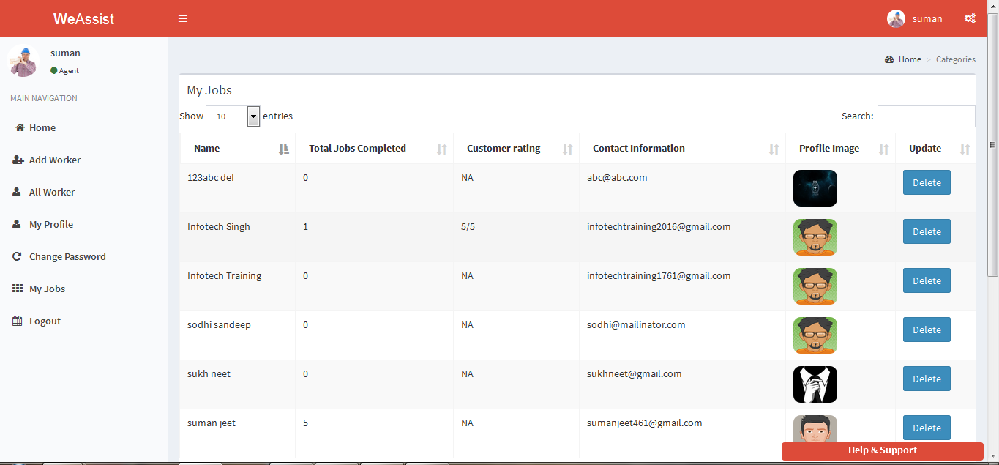 WeAssist
suman
suman
Agent
MAIN NAVIGATION
Home
Add Worker
All Worker
My Profile
Change Password
My Jobs
Logout
Home > Categories
My Jobs
Show 10 entries
Search:
Name Total Jobs Completed Customer rating Contact Information Profile Image Update
123abc def 0 NA abc@abc.com Delete
Infotech Singh 1 5/5 infotechtraining2016@gmail.com Delete
Infotech Training 0 NA infotechtraining1761@gmail.com Delete
sodhi sandeep 0 NA sodhi@mailinator.com Delete
sukh neet 0 NA sukhneet@gmail.com Delete
suman jeet 5 NA sumanjeet461@gmail.com Delete
Help & Support